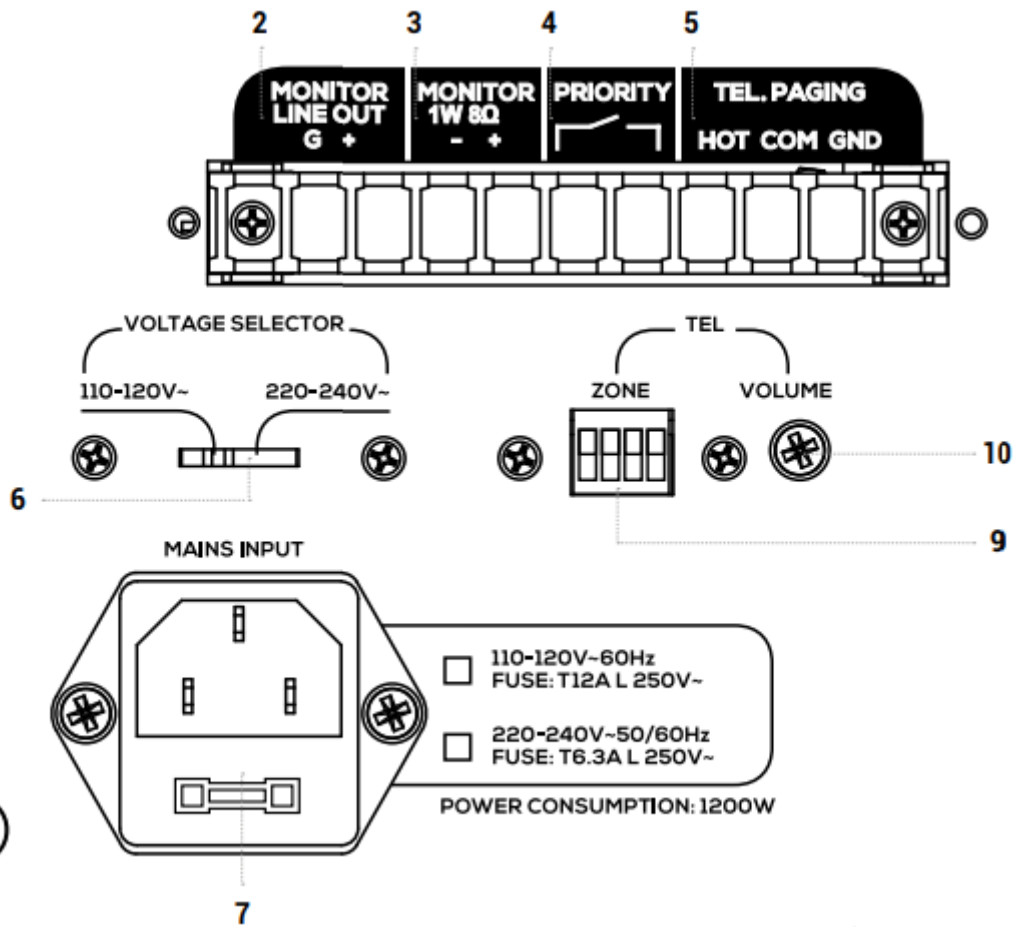 2 3 4 5
MONITOR LINE OUT
G +
MONITOR 1W 8Ω
- +
PRIORITY
TEL. PAGING
HOT COM GND
VOLTAGE SELECTOR
110-120V~ 220-240V~
TEL
ZONE VOLUME
10
6
9
MAINS INPUT
110-120V~60Hz
FUSE: T12A L 250V~
220-240V~50/60Hz
FUSE: T6.3A L 250V~
POWER CONSUMPTION: 1200W
7